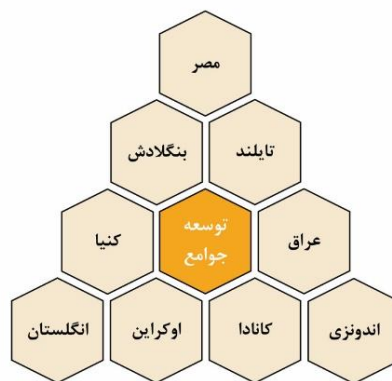 مصر
تایلند
بنگلادش
عراق
توسعه
جوامع
کنیا
اندونزی
کانادا
اوکراین
انگلستان